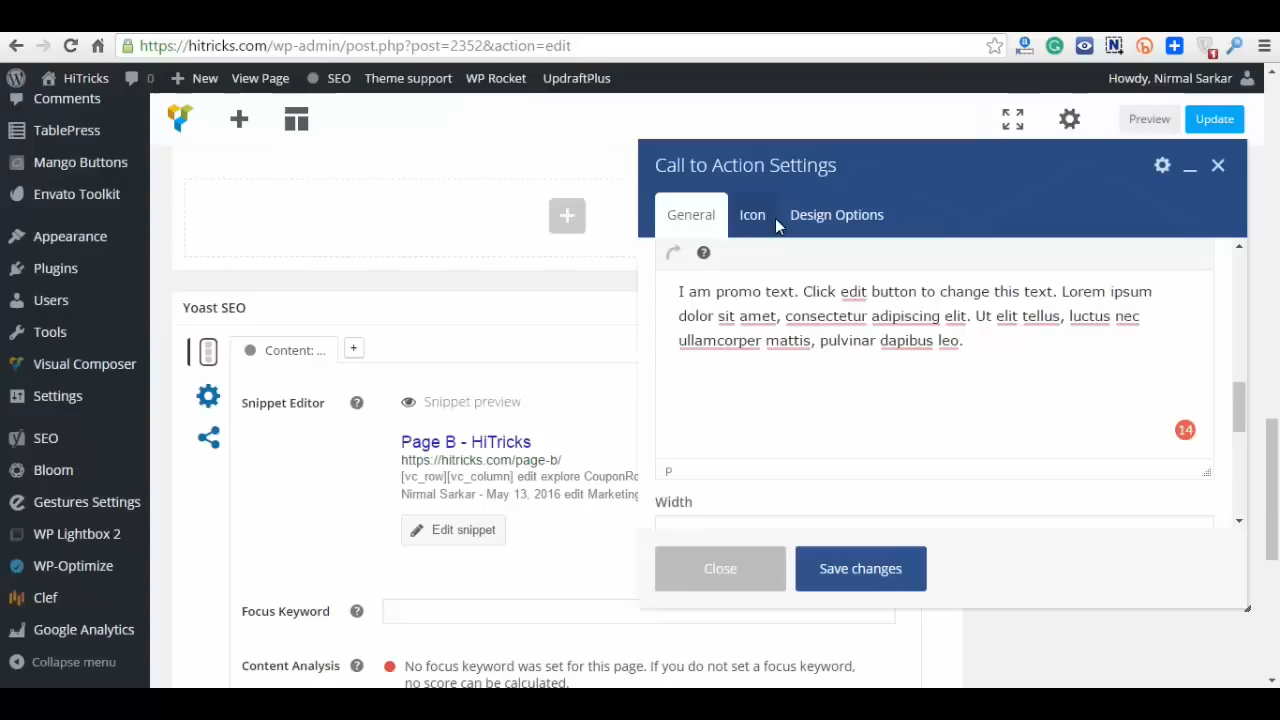 https://hitricks.com/wp-admin/post.php?post=2352&action=edit
HiTricks 0 New View Page SEO Theme support WP Rocket UpdraftPlus Howdy, Nirmal Sarkar
Comments
TablePress
Mango Buttons
Envato Toolkit
Appearance
Plugins
Users
Tools
Visual Composer
Settings
SEO
Bloom
Gestures Settings
WP Lightbox 2
WP-Optimize
Clef
Google Analytics
Collapse menu
Preview Update
Yoast SEO
Content: ... +
Snippet Editor
Snippet preview
Page B - HiTricks
https://hitricks.com/page-b/
[vc_row][vc_column] edit explore
Nirmal Sarkar - May 13, 2016 edit Marketing
Edit snippet
Focus Keyword
Content Analysis
No focus keyword was set for this page. If you do not set a focus keyword,
no score can be calculated.
Call to Action Settings
General Icon Design Options
I am promo text. Click edit button to change this text. Lorem ipsum
dolor sit amet, consectetur adipiscing elit. Ut elit tellus, luctus nec
ullamcorper mattis, pulvinar dapibus leo.
14
p
Width
Close Save changes